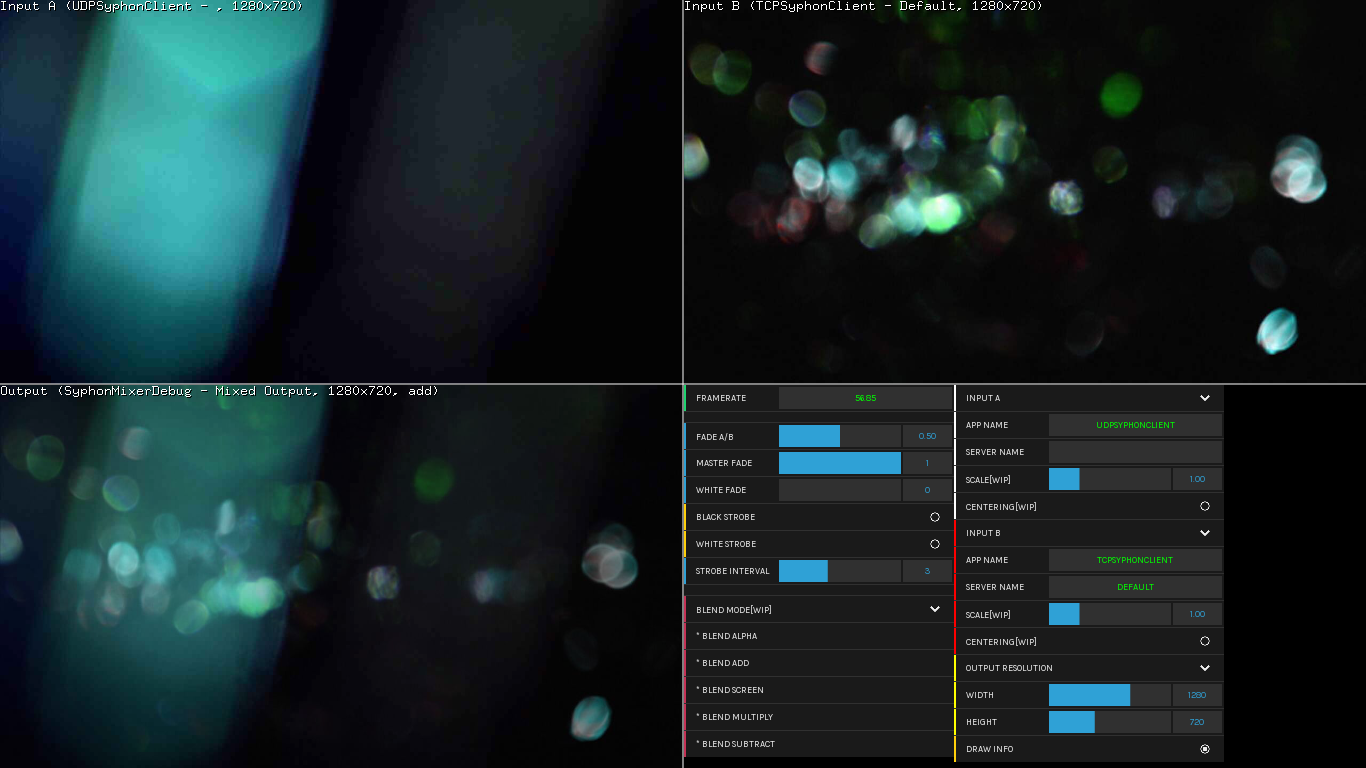 Input A (UDPSyphonClient - , 1280x720)
Input B (TCPSyphonClient - Default, 1280x720)
Output (SyphonMixerDebug - Mixed Output, 1280x720, add)
FRAMERATE 56.85
FADE A/B 0.50
MASTER FADE 1
WHITE FADE 0
BLACK STROBE
WHITE STROBE
STROBE INTERVAL 3
BLEND MODE[WIP]
* BLEND ALPHA
* BLEND ADD
* BLEND SCREEN
* BLEND MULTIPLY
* BLEND SUBTRACT
INPUT A
APP NAME UDPSYPHONCLIENT
SERVER NAME
SCALE[WIP] 1.00
CENTERING[WIP]
INPUT B
APP NAME TCPSYPHONCLIENT
SERVER NAME DEFAULT
SCALE[WIP] 1.00
CENTERING[WIP]
OUTPUT RESOLUTION
WIDTH 1280
HEIGHT 720
DRAW INFO